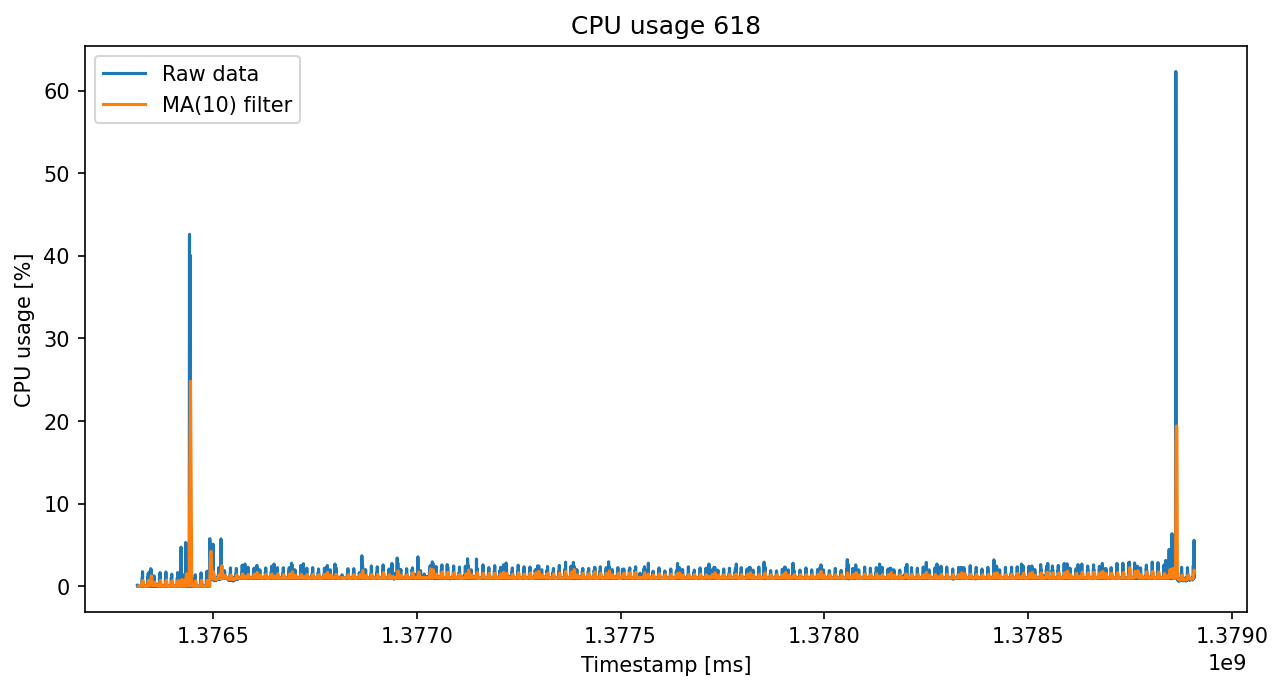 CPU usage 618
Raw data
MA(10) filter
CPU usage [%]
60
50
40
30
20
10
0
1.3765
1.3770
1.3775
1.3780
1.3785
1.3790
1e9
Timestamp [ms]